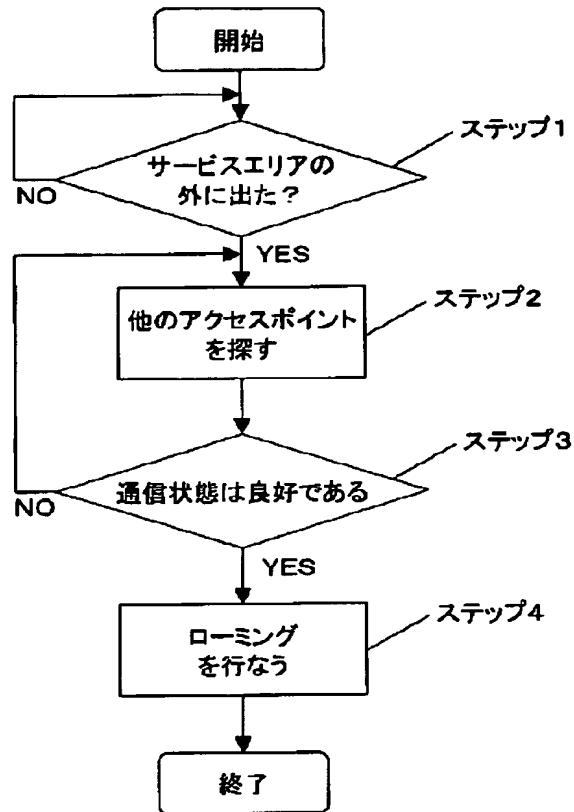 開始
ステップ1
サービスエリアの
外に出た?
NO
YES
ステップ2
他のアクセスポイント
を探す
ステップ3
通信状態は良好である
NO
YES
ステップ4
ローミング
を行なう
終了